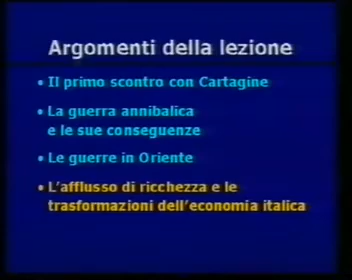 Argomenti della lezione
• Il primo scontro con Cartagine
• La guerra annibalica
e le sue conseguenze
• Le guerre in Oriente
• L'afflusso di ricchezza e le
trasformazioni dell'economia italica